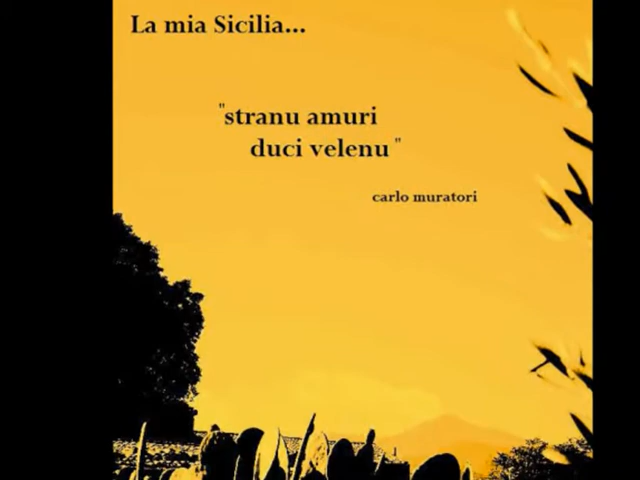 La mia Sicilia...
"stranu amuri
duci velenu"
carlo muratori